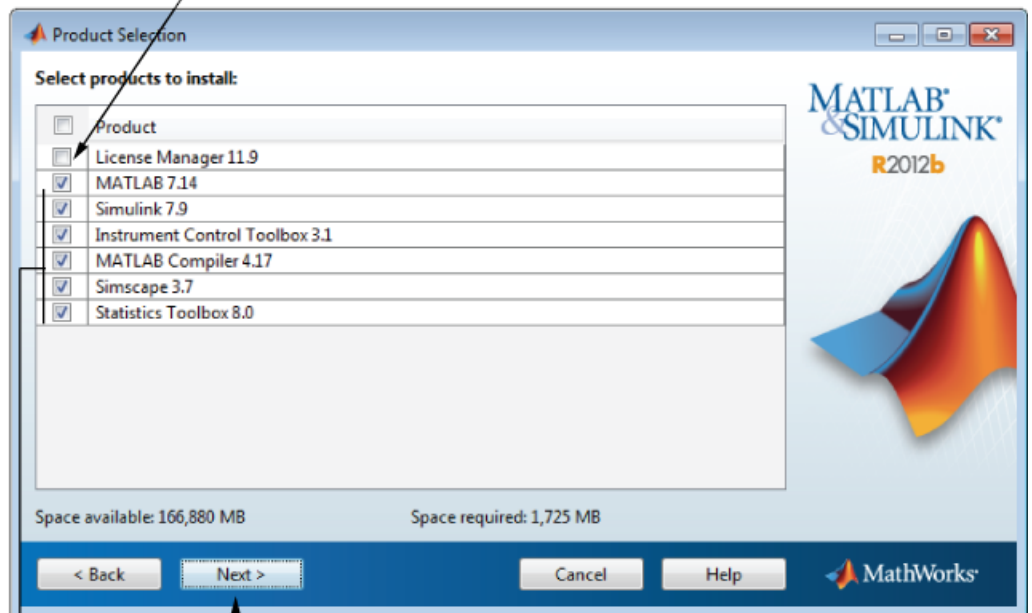 Product Selection
Select products to install:
MATLAB®
&SIMULINK®
R2012b
Product
License Manager 11.9
MATLAB 7.14
Simulink 7.9
Instrument Control Toolbox 3.1
MATLAB Compiler 4.17
Simscape 3.7
Statistics Toolbox 8.0
Space available: 166,880 MB Space required: 1,725 MB
< Back Next > Cancel Help MathWorks®